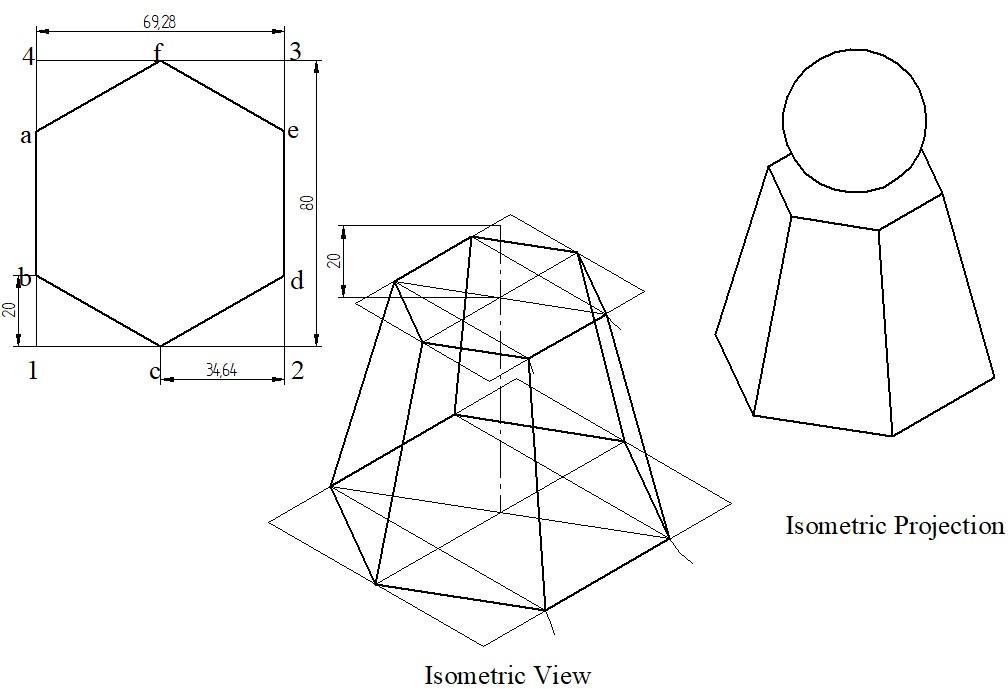 69,28
4
f
3
a
e
80
20
b
d
20
1
c
34,64
2
Isometric Projection
Isometric View